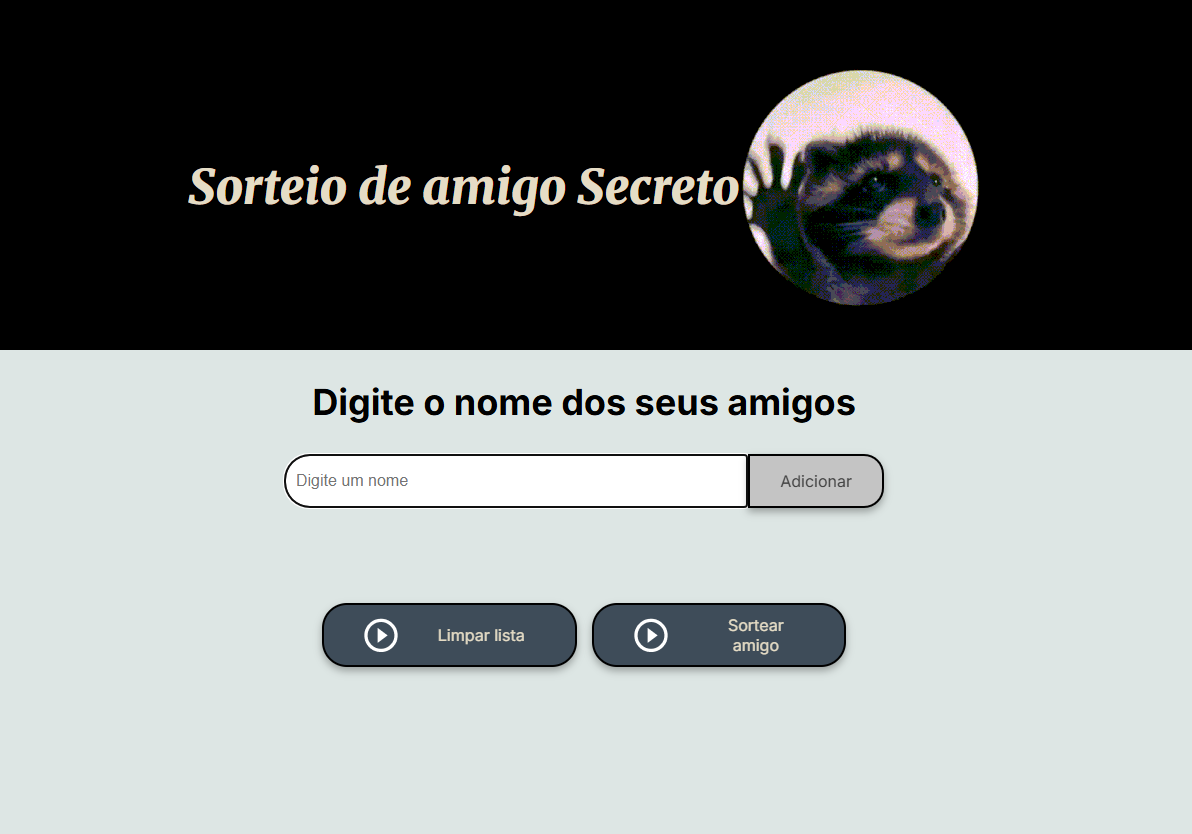 Sorteio de amigo Secreto
Digite o nome dos seus amigos
Digite um nome
Adicionar
Limpar lista
Sortear
amigo